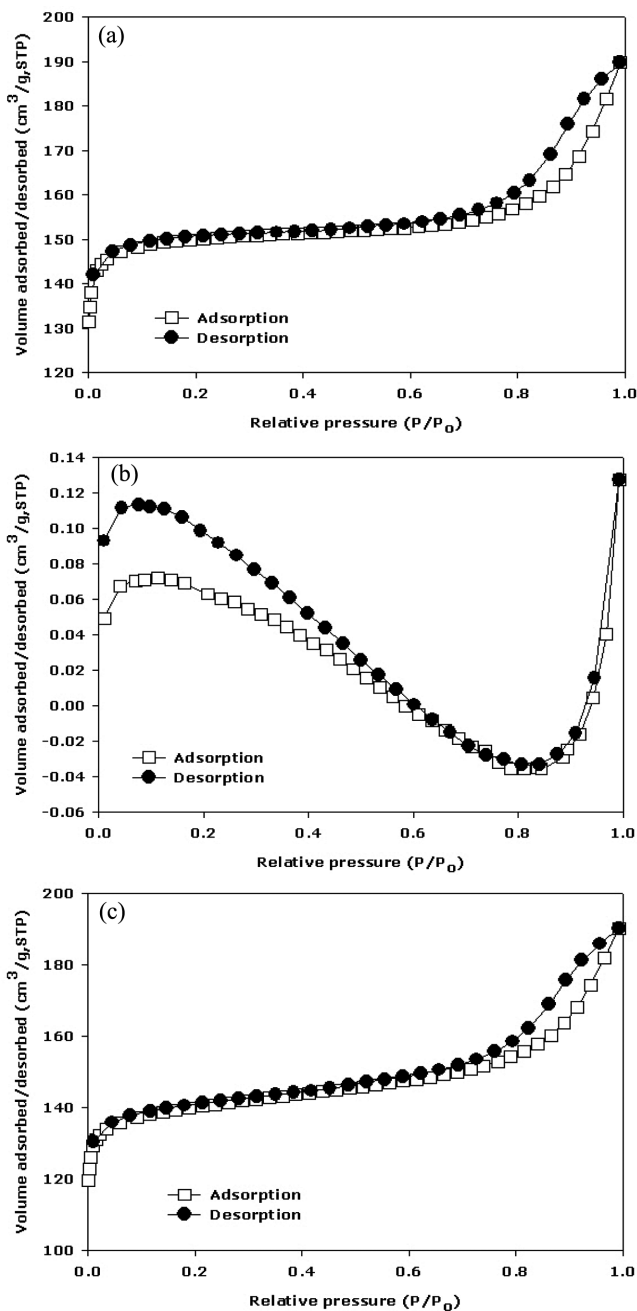 (a)
200
190
180
170
160
150
140
130
120
Volume adsorbed/desorbed (cm³/g,STP)
Adsorption
Desorption
0.0 0.2 0.4 0.6 0.8 1.0
Relative pressure (P/P₀)
(b)
0.14
0.12
0.10
0.08
0.06
0.04
0.02
0.00
-0.02
-0.04
-0.06
Volume adsorbed/desorbed (cm³/g,STP)
Adsorption
Desorption
0.0 0.2 0.4 0.6 0.8 1.0
Relative pressure (P/P₀)
(c)
200
180
160
140
120
100
Volume adsorbed/desorbed (cm³/g,STP)
Adsorption
Desorption
0.0 0.2 0.4 0.6 0.8 1.0
Relative pressure (P/P₀)